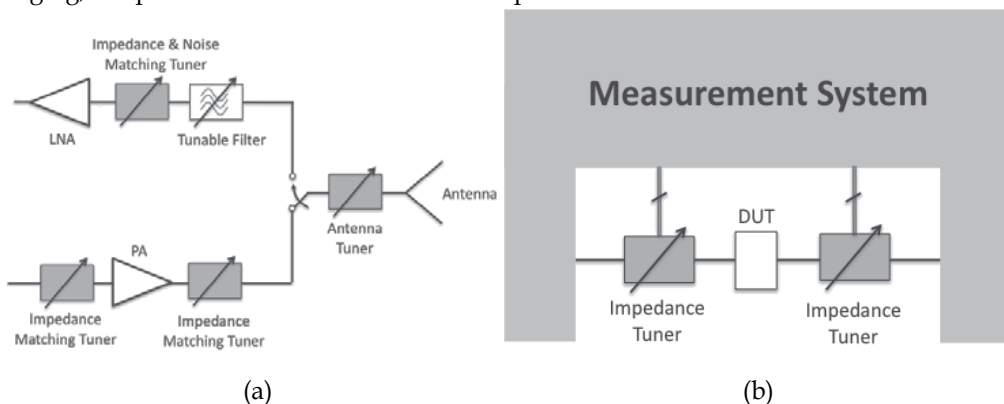 Impedance & Noise
Matching Tuner
LNA
Tunable Filter
Antenna
Antenna
Tuner
PA
Impedance
Matching Tuner
Impedance
Matching Tuner
(a)
Measurement System
DUT
Impedance
Tuner
Impedance
Tuner
(b)